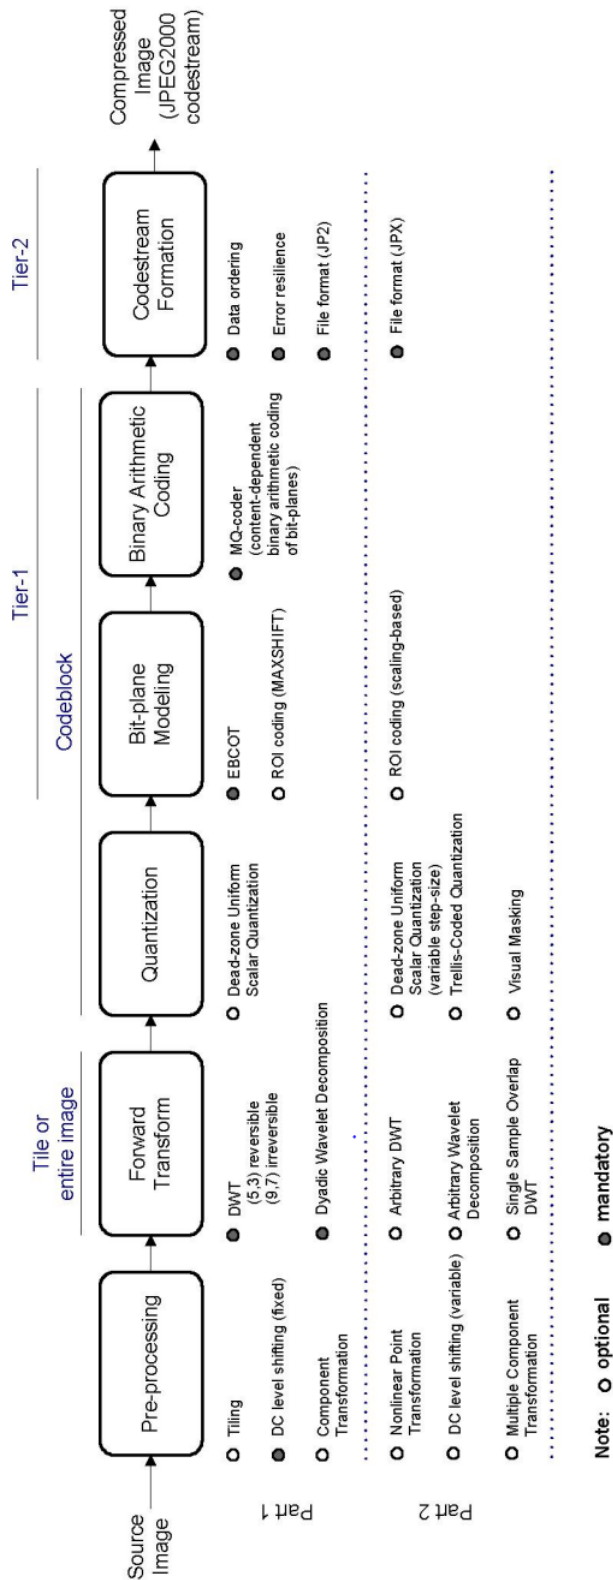 Tier-1
Tier-2
Tile or
entire image
Codeblock
Source
Image
Pre-processing
Forward
Transform
Quantization
Bit-plane
Modeling
Binary Arithmetic
Coding
Codestream
Formation
Compressed
Image
(JPEG2000
codestream)
Part 1
Tiling
DC level shifting (fixed)
Component
Transformation
DWT
(5,3) reversible
(9,7) irreversible
Dyadic Wavelet Decomposition
Dead-zone Uniform
Scalar Quantization
EBCOT
ROI coding (MAXSHIFT)
MQ-coder
(content-dependent
binary arithmetic coding
of bit-planes)
Data ordering
Error resilience
File format (JP2)
Part 2
Nonlinear Point
Transformation
DC level shifting (variable)
Multiple Component
Transformation
Arbitrary DWT
Arbitrary Wavelet
Decomposition
Single Sample Overlap
DWT
Dead-zone Uniform
Scalar Quantization
(variable step-size)
Trellis-Coded Quantization
Visual Masking
ROI coding (scaling-based)
File format (JPX)
Note: optional mandatory